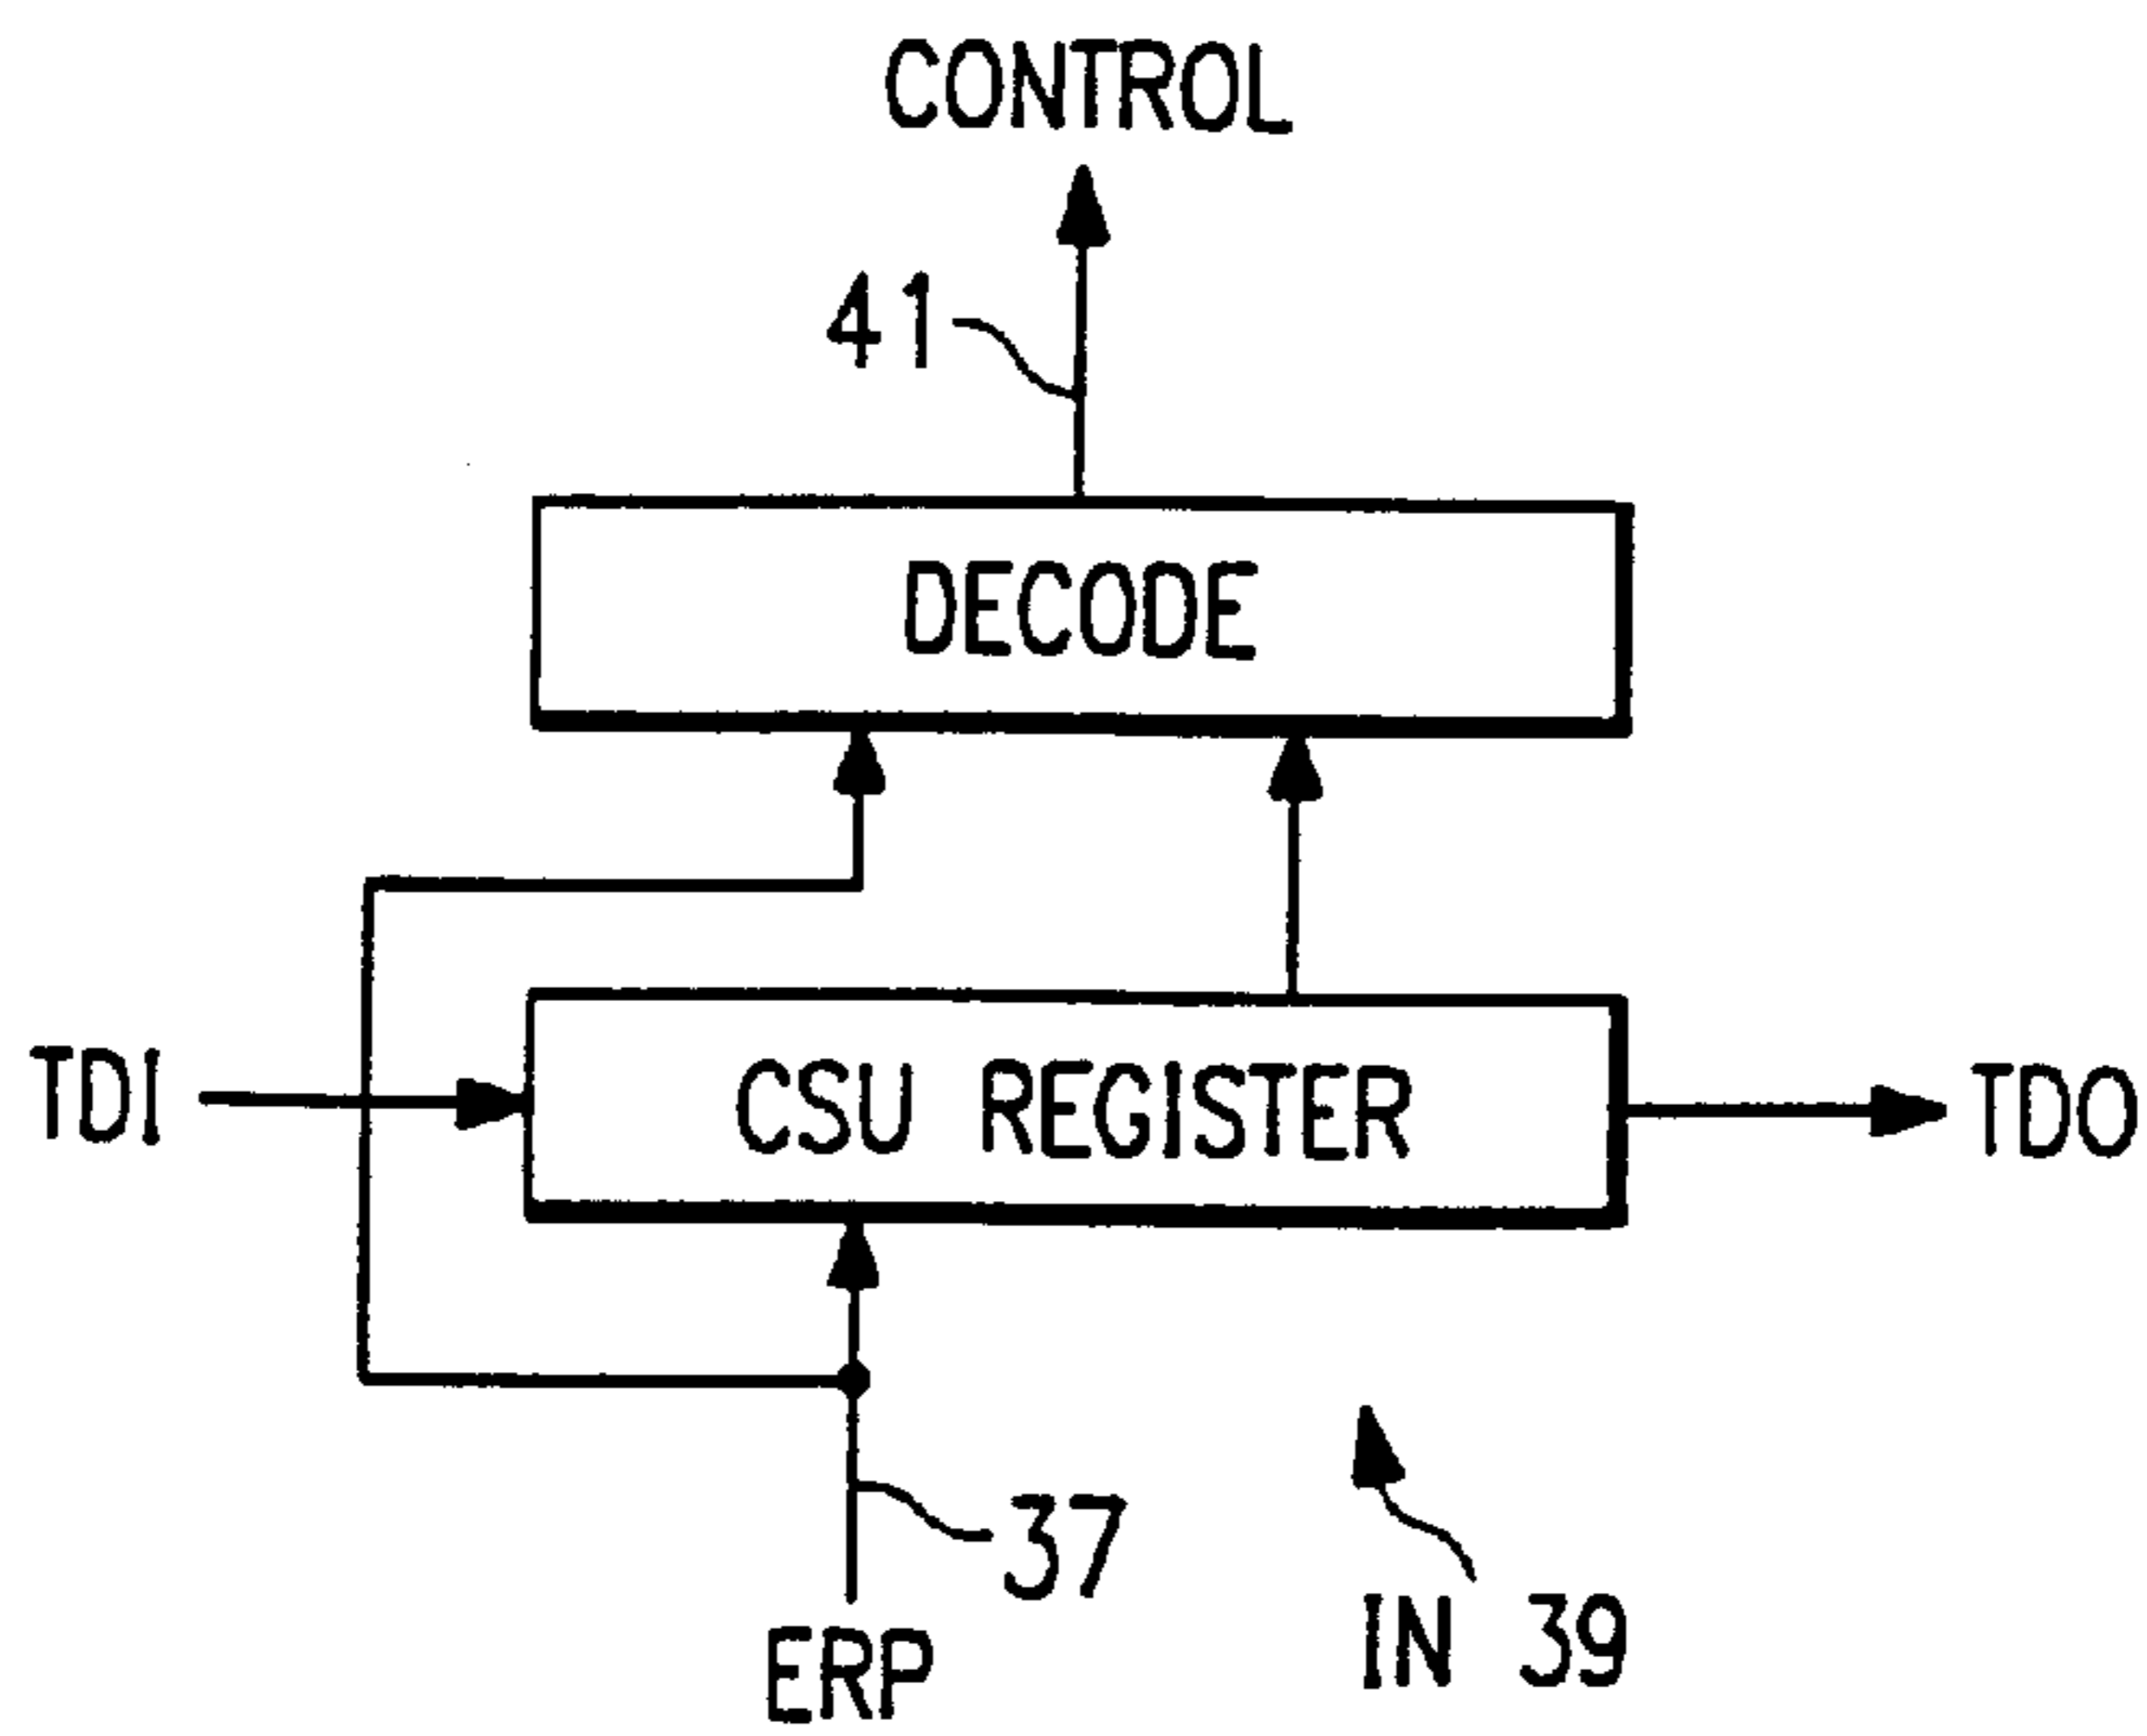 CONTROL
41
DECODE
TDI
CSU REGISTER
TDO
37
ERP
IN 39